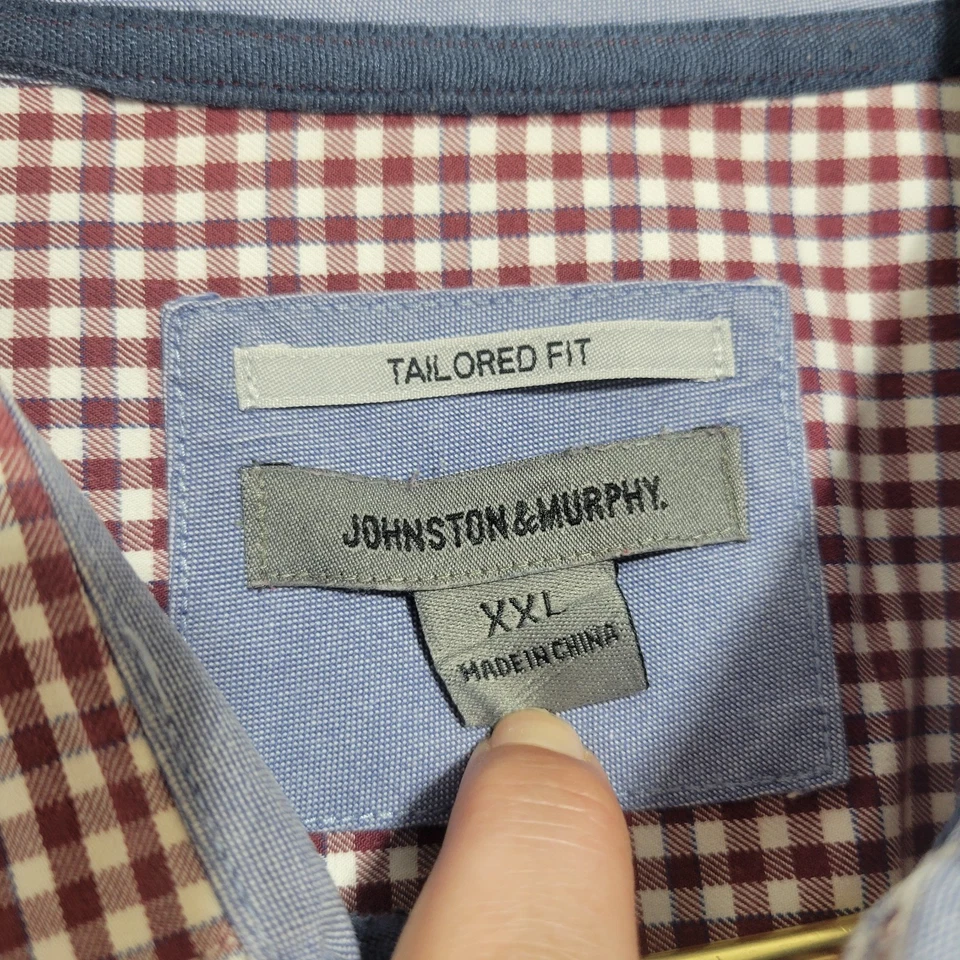 TAILORED FIT
JOHNSTON & MURPHY.
XXL
MADE IN CHINA